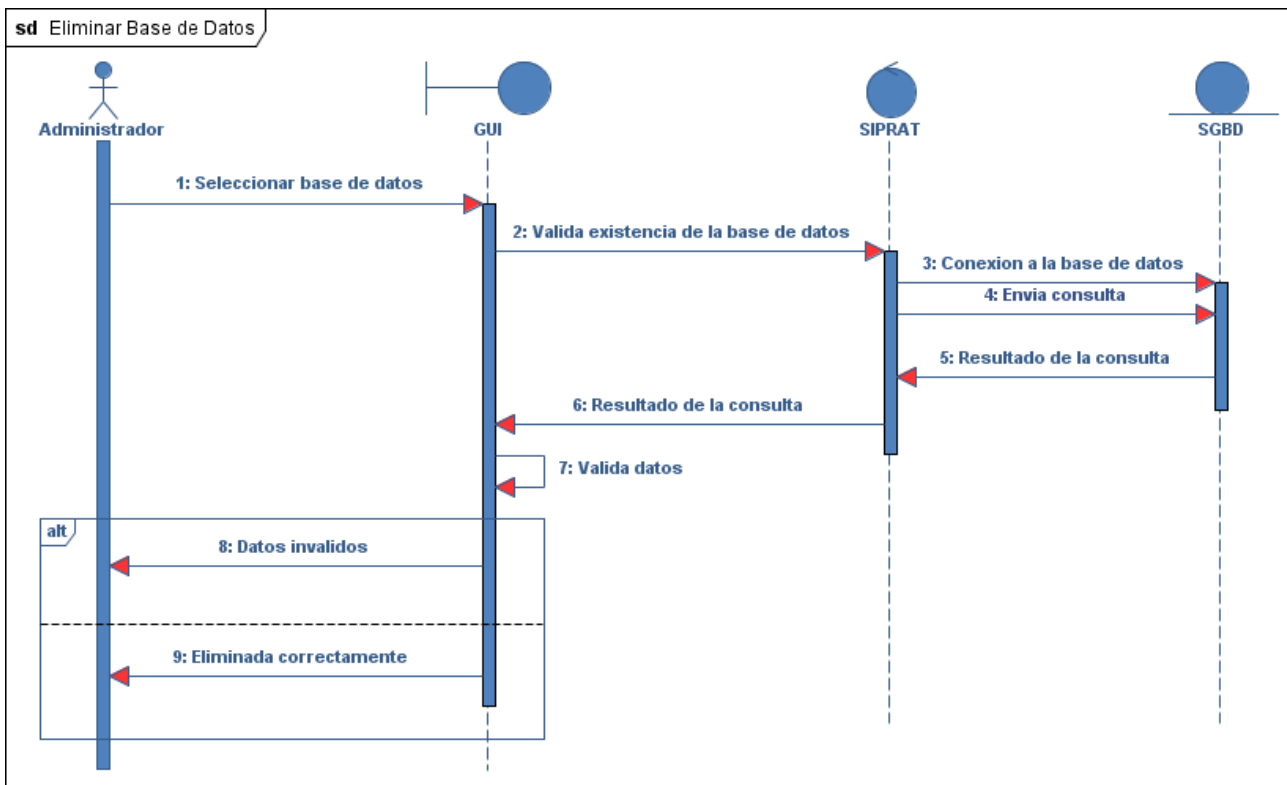 sd Eliminar Base de Datos
Administrador
GUI
SIPRAT
SGBD
1: Seleccionar base de datos
2: Valida existencia de la base de datos
3: Conexion a la base de datos
4: Envia consulta
5: Resultado de la consulta
6: Resultado de la consulta
7: Valida datos
alt
8: Datos invalidos
9: Eliminada correctamente